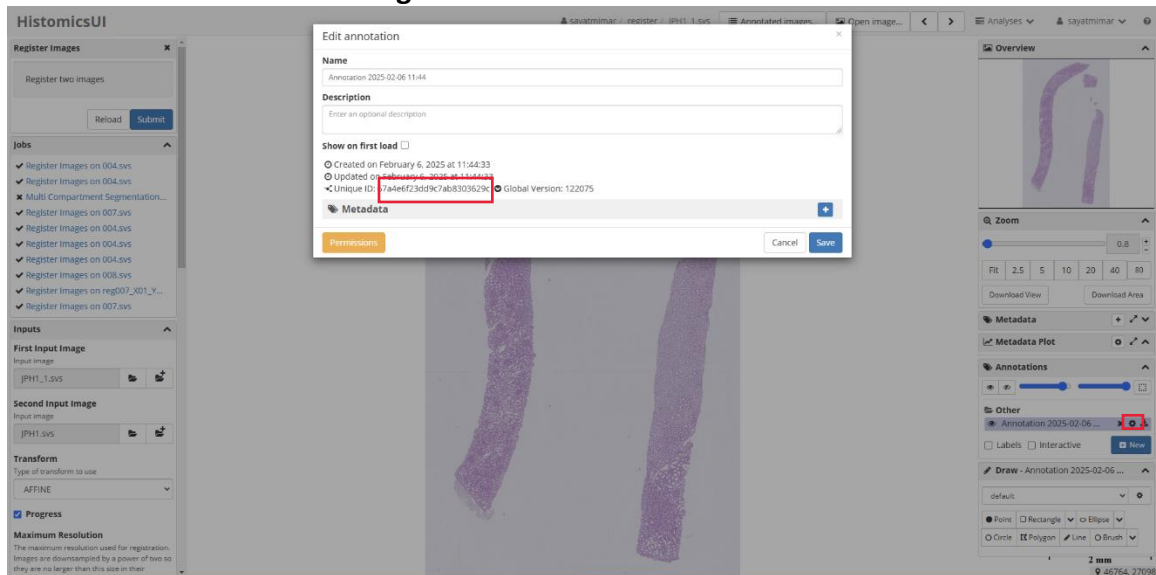 HistomicsUI
sayatmimar / register / JPH1_1.svs
Annotated images...
Open image...
Analyses
sayatmimar
Register Images
Register two images
Reload
Submit
Jobs
Register Images on 004.svs
Register Images on 004.svs
Multi Compartment Segmentation...
Register Images on 007.svs
Register Images on 004.svs
Register Images on 004.svs
Register Images on 004.svs
Register Images on 008.svs
Register Images on reg007_X01_Y...
Register Images on 007.svs
Inputs
First Input Image
Input image
JPH1_1.svs
Second Input Image
Input image
JPH1.svs
Transform
Type of transform to use
AFFINE
Progress
Maximum Resolution
The maximum resolution used for registration.
Images are downsampled by a power of two so
they are no larger than this size in their
Edit annotation
Name
Annotation 2025-02-06 11:44
Description
Enter an optional description
Show on first load
Created on February 6, 2025 at 11:44:33
Updated on February 6, 2025 at 11:44:33
Unique ID: 67a4e6f23dd9c7ab8303629c Global Version: 122075
Metadata
Permissions
Cancel
Save
Overview
Zoom
0.8
Fit 2.5 5 10 20 40 80
Download View
Download Area
Metadata
Metadata Plot
Annotations
Other
Annotation 2025-02-06 ...
Labels Interactive New
Draw - Annotation 2025-02-06 ...
default
Point Rectangle Ellipse
Circle Polygon Line Brush
2 mm
46764, 27098